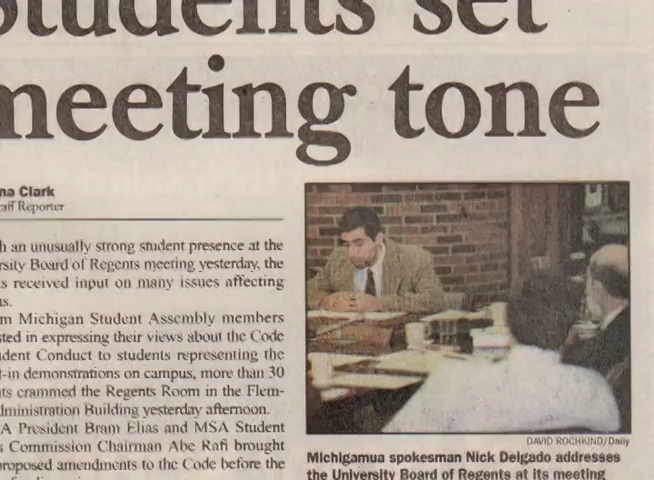 Students set
meeting tone
na Clark
aff Reporter
h an unusually strong student presence at the
rsity Board of Regents meeting yesterday, the
s received input on many issues affecting
us.
m Michigan Student Assembly members
sted in expressing their views about the Code
udent Conduct to students representing the
t-in demonstrations on campus, more than 30
nts crammed the Regents Room in the Flem-
dministration Building yesterday afternoon.
A President Bram Elias and MSA Student
s Commission Chairman Abe Rafi brought
proposed amendments to the Code before the
DAVID ROCHKIND/Daily
Michigamua spokesman Nick Delgado addresses
the University Board of Regents at its meeting